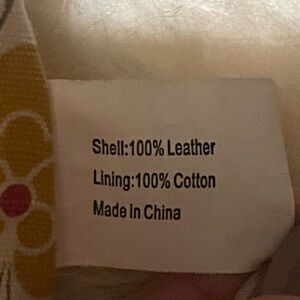 Shell:100% Leather
Lining:100% Cotton
Made in China